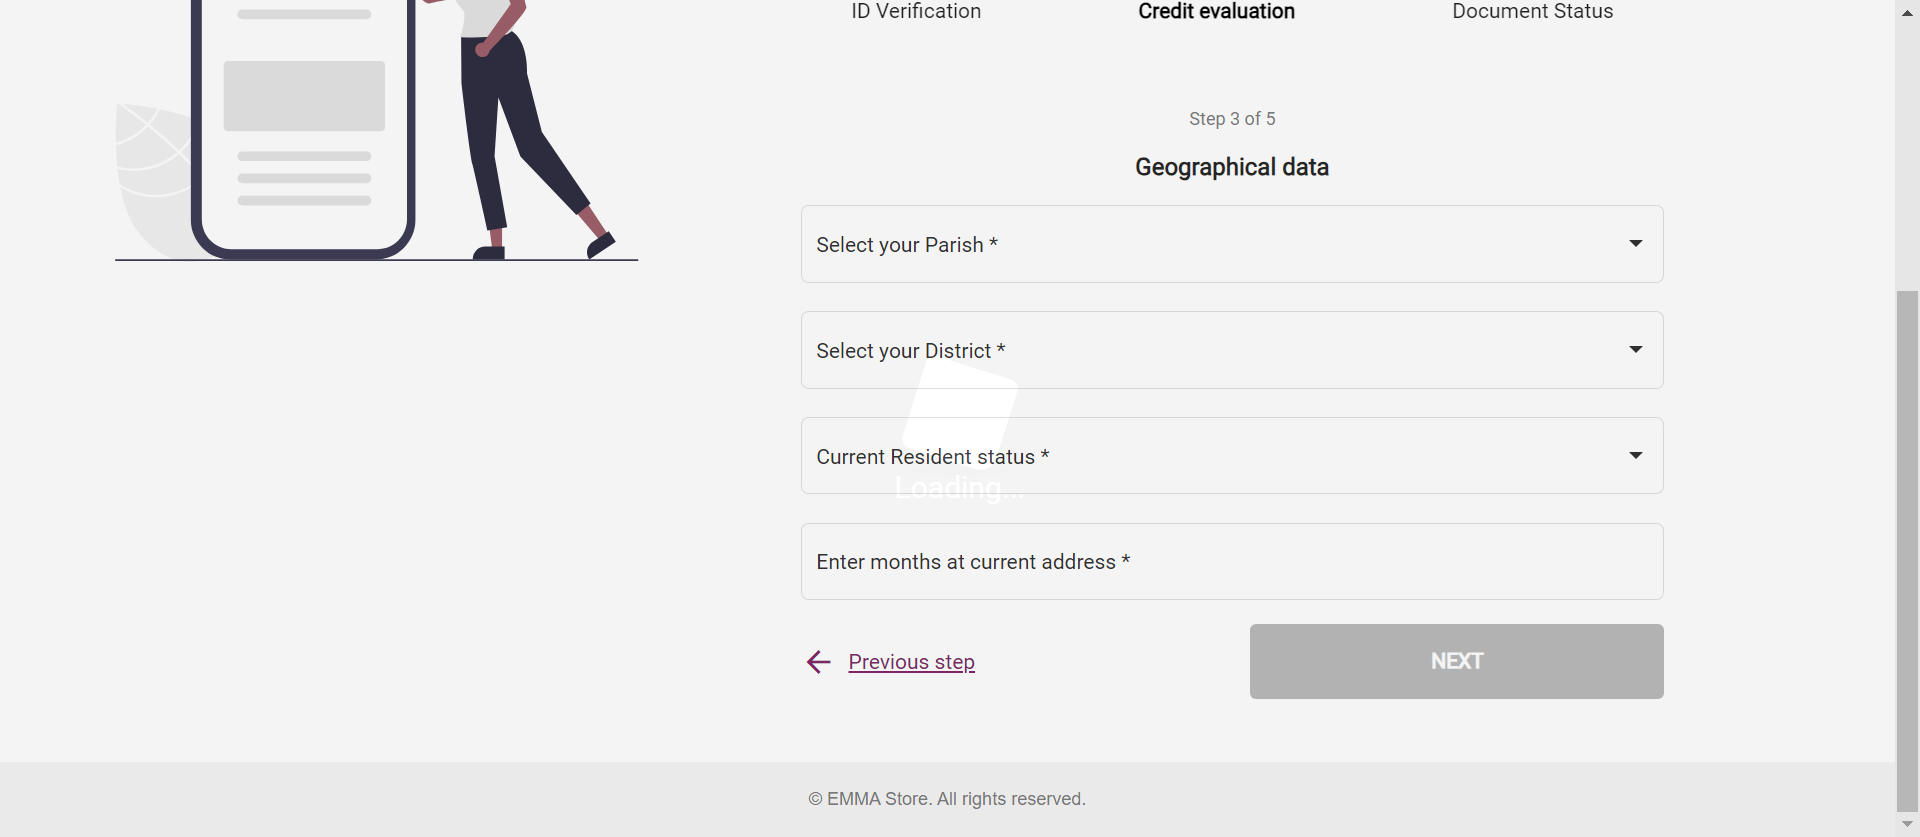 ID Verification
Credit evaluation
Document Status
Step 3 of 5
Geographical data
Select your Parish *
Select your District *
Current Resident status *
Loading...
Enter months at current address *
Previous step
NEXT
© EMMA Store. All rights reserved.